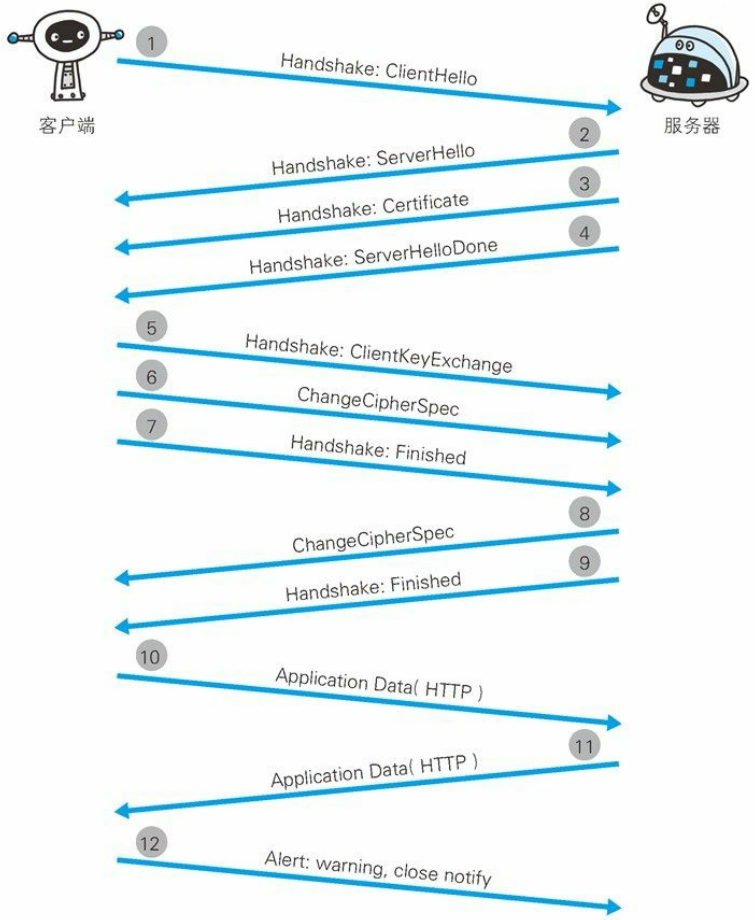 1
Handshake: ClientHello
客户端
服务器
2
Handshake: ServerHello
3
Handshake: Certificate
4
Handshake: ServerHelloDone
5
Handshake: ClientKeyExchange
6
ChangeCipherSpec
7
Handshake: Finished
8
ChangeCipherSpec
9
Handshake: Finished
10
Application Data( HTTP )
11
Application Data( HTTP )
12
Alert: warning, close notify